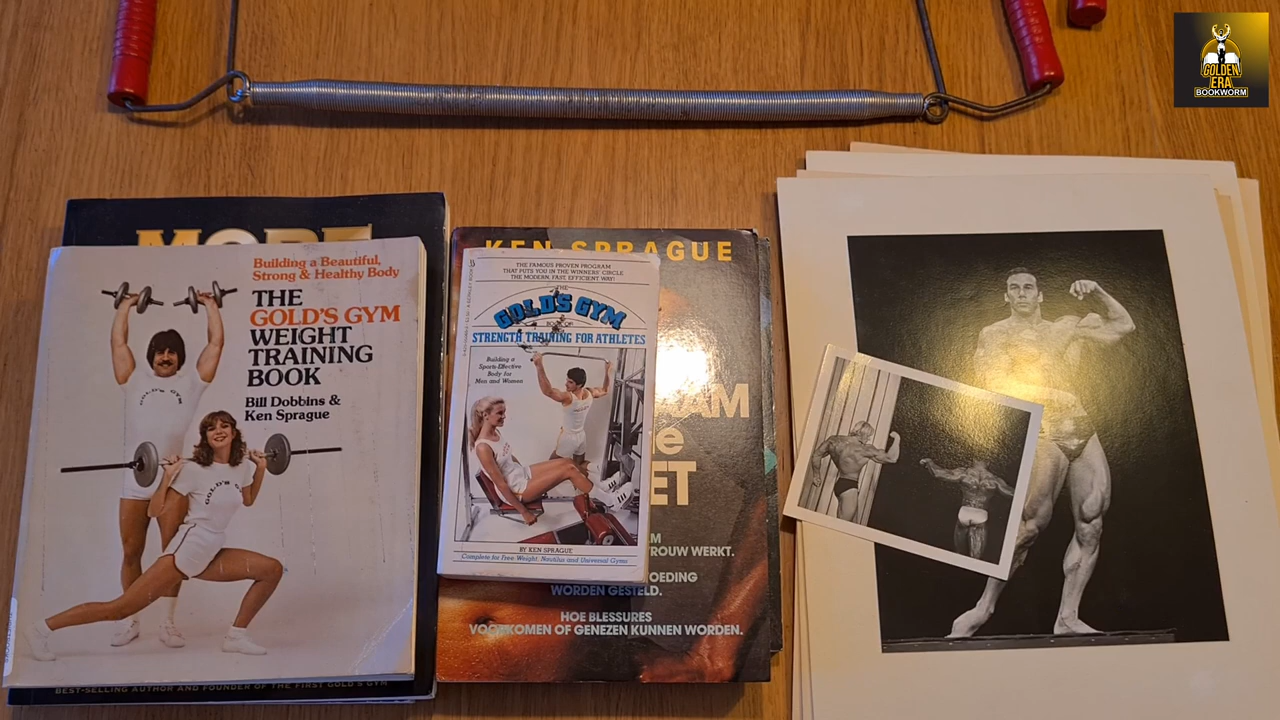 GOLDEN
ERA
BOOKWORM
MORE
Building a Beautiful,
Strong & Healthy Body
THE
GOLD'S GYM
WEIGHT
TRAINING
BOOK
Bill Dobbins &
Ken Sprague
GOLD'S GYM
GOLD'S
BEST-SELLING AUTHOR AND FOUNDER OF THE FIRST GOLD'S GYM
KEN SPRAGUE
THE FAMOUS PROVEN PROGRAM
THAT PUTS YOU IN THE WINNERS' CIRCLE
THE MODERN, FAST, EFFICIENT WAY!
THE
GOLD'S GYM
BOOK OF
STRENGTH TRAINING FOR ATHLETES
Building a
Sports-Effective
Body for
Men and Women
BY KEN SPRAGUE
Complete for Free-Weight, Nautilus and Universal Gyms
ROUW WERKT.
OEDING
WORDEN GESTELD.
HOE BLESSURES
VOORKOMEN OF GENEZEN KUNNEN WORDEN.